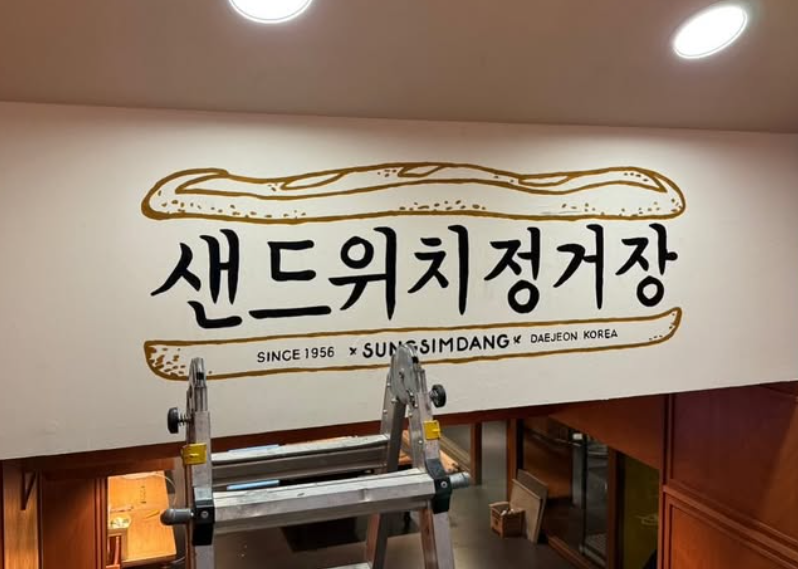 샌드위치정거장
SINCE 1956 × SUNGSIMDANG × DAEJEON KOREA